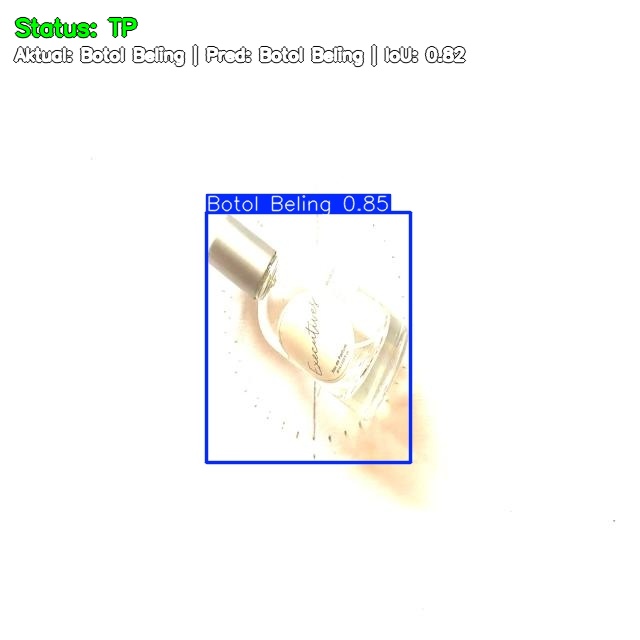 Status: TP
Aktual: Botol Beling | Pred: Botol Beling | IoU: 0.82
Botol Beling 0.85
Executives